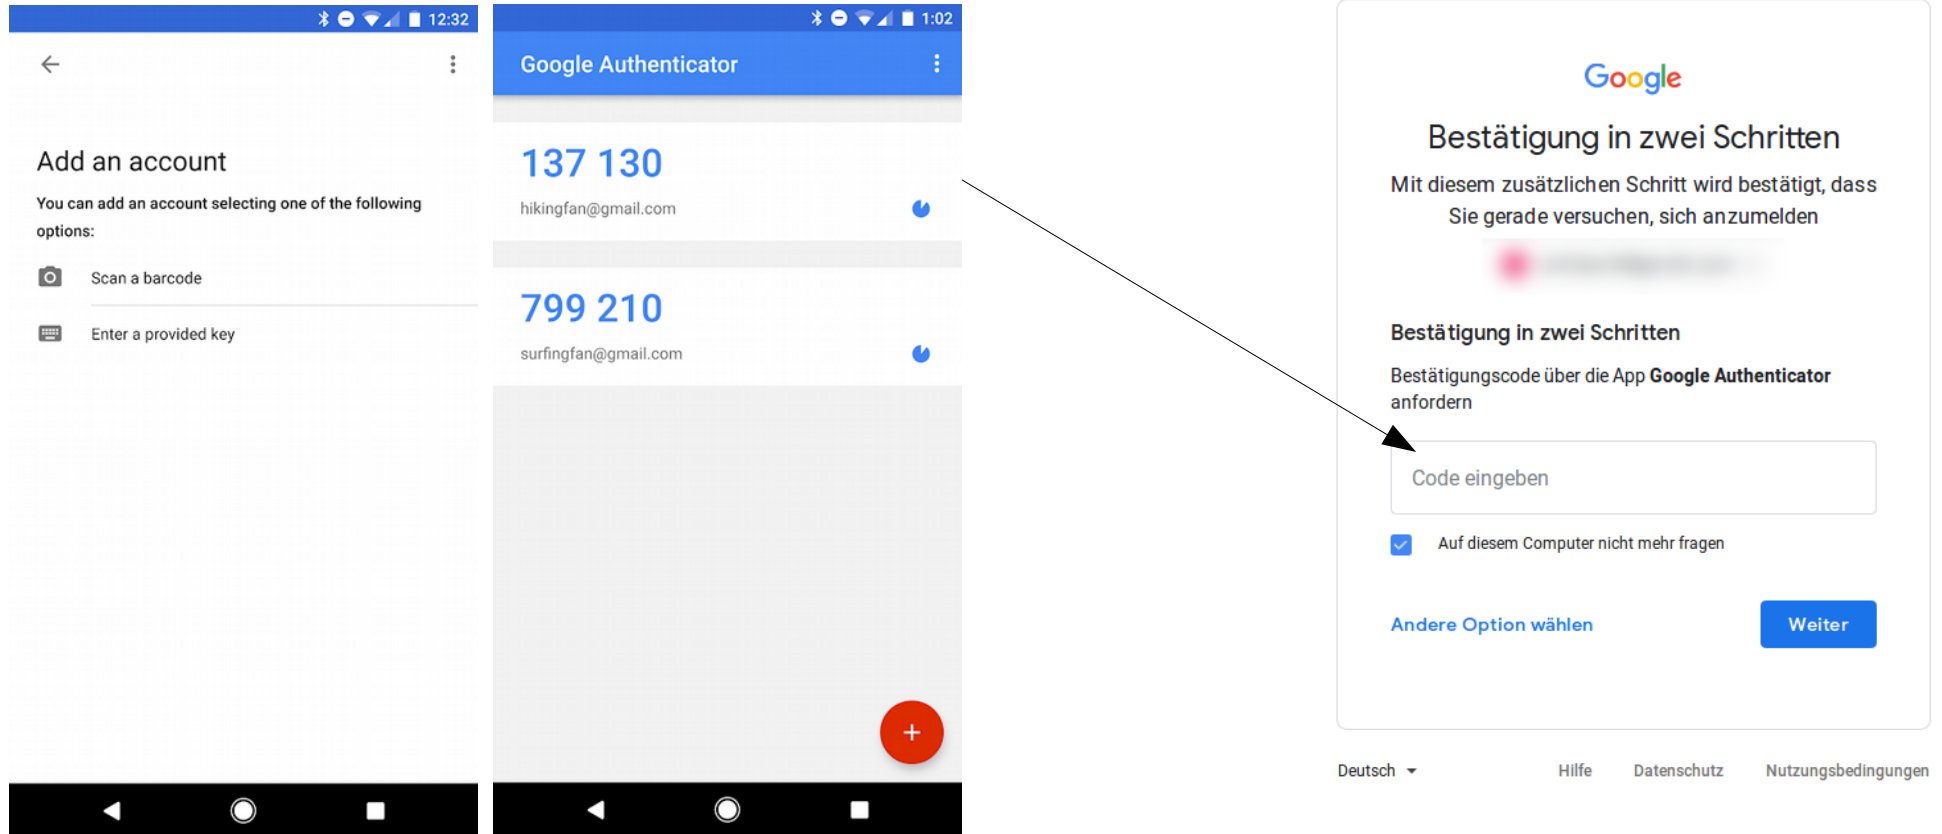 12:32
Add an account
You can add an account selecting one of the following
options:
Scan a barcode
Enter a provided key
1:02
Google Authenticator
137 130
hikingfan@gmail.com
799 210
surfingfan@gmail.com
+
Google
Bestätigung in zwei Schritten
Mit diesem zusätzlichen Schritt wird bestätigt, dass
Sie gerade versuchen, sich anzumelden
Bestätigung in zwei Schritten
Bestätigungscode über die App Google Authenticator
anfordern
Code eingeben
Auf diesem Computer nicht mehr fragen
Andere Option wählen
Weiter
Deutsch
Hilfe
Datenschutz
Nutzungsbedingungen